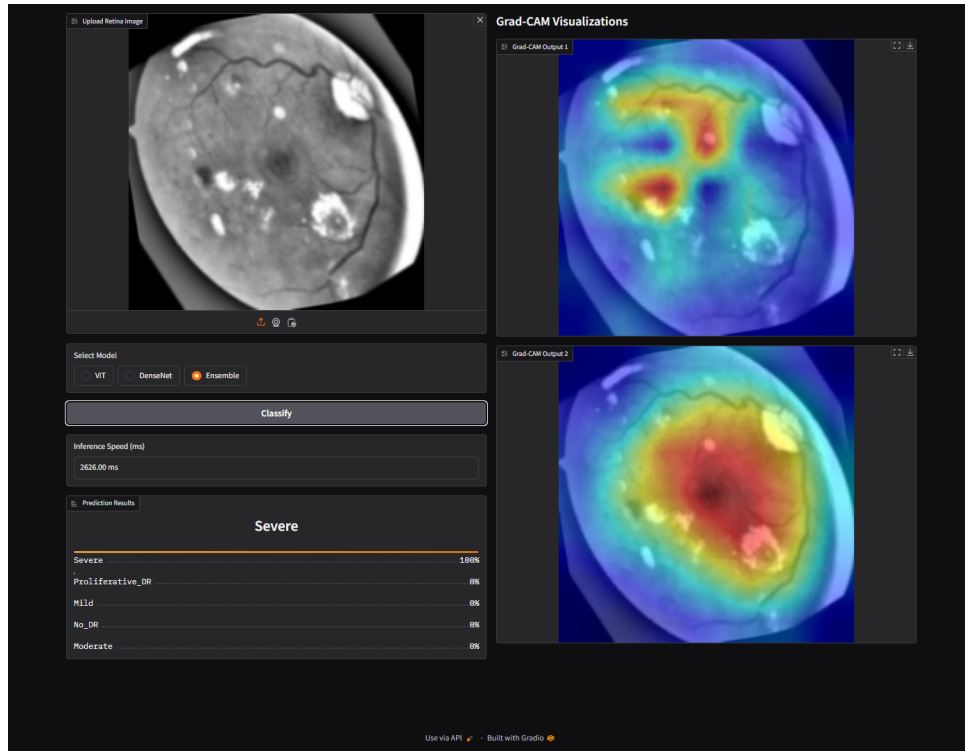 Upload Retina Image
Select Model
ViT
DenseNet
Ensemble
Classify
Inference Speed (ms)
2626.00 ms
Prediction Results
Severe
Severe 100%
Proliferative_DR 0%
Mild 0%
No_DR 0%
Moderate 0%
Grad-CAM Visualizations
Grad-CAM Output 1
Grad-CAM Output 2
Use via API · Built with Gradio